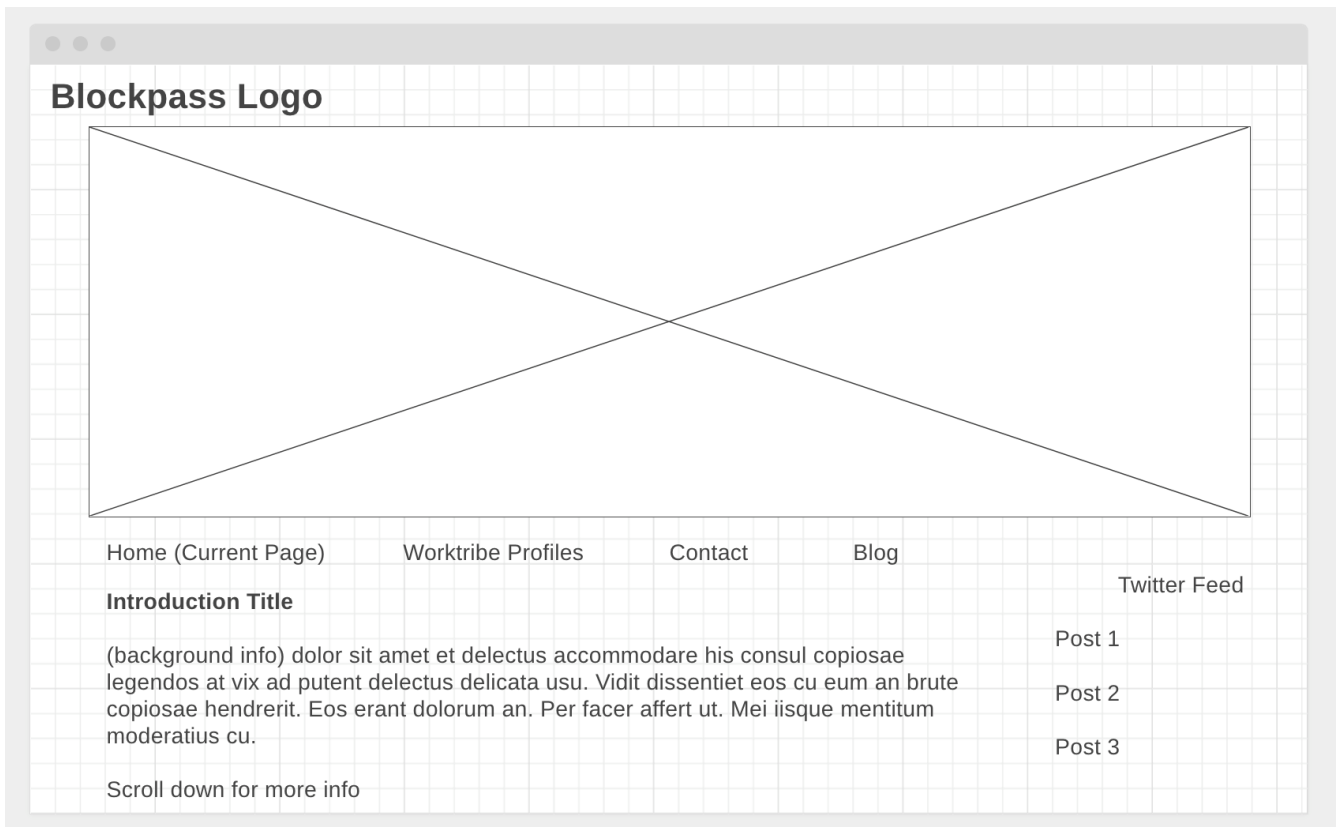 Blockpass Logo
Home (Current Page) Worktribe Profiles Contact Blog
Introduction Title
(background info) dolor sit amet et delectus accommodare his consul copiosae
legendos at vix ad putent delectus delicata usu. Vidit dissentiet eos cu eum an brute
copiosae hendrerit. Eos erant dolorum an. Per facer affert ut. Mei iisque mentitum
moderatius cu.
Scroll down for more info
Twitter Feed
Post 1
Post 2
Post 3